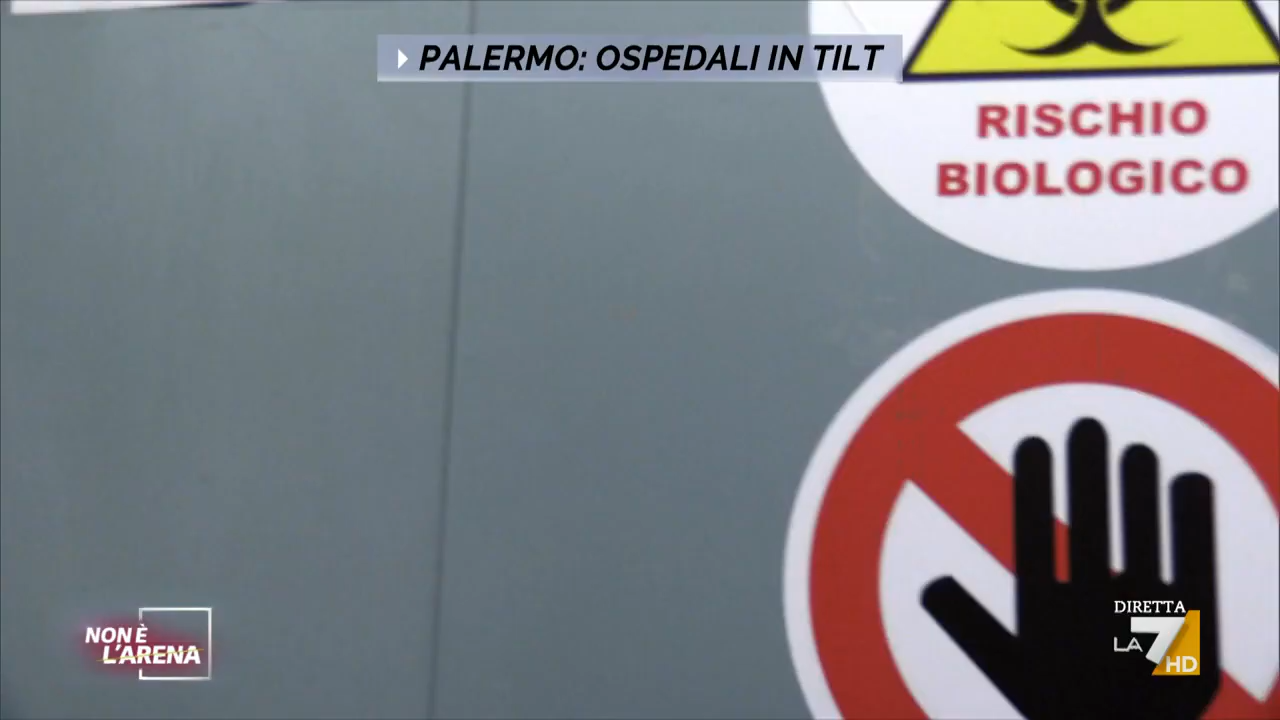 PALERMO: OSPEDALI IN TILT
RISCHIO
BIOLOGICO
NON È
L'ARENA
DIRETTA
LA7
HD